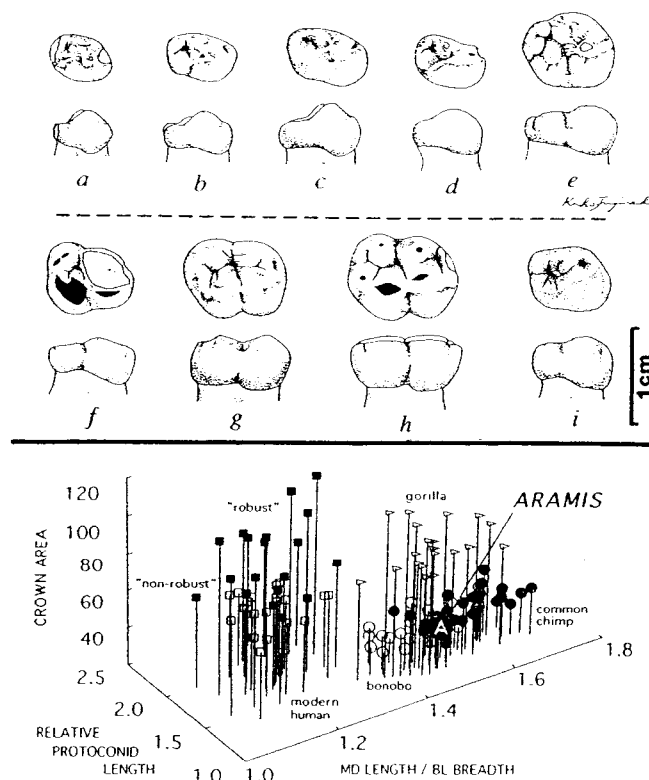 a b c d e
f g h i
1cm
120
100
80
60
40
2.5
2.0
1.5
1.0
1.0
1.2
1.4
1.6
1.8
CROWN AREA
RELATIVE
PROTOCONID
LENGTH
MD LENGTH / BL BREADTH
"robust"
"non-robust"
modern
human
bonobo
gorilla
ARAMIS
A
common
chimp